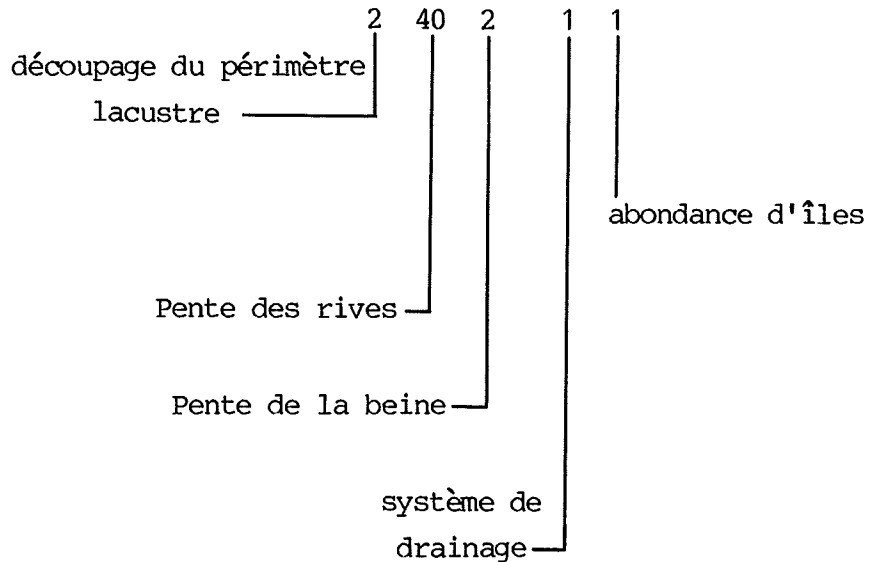 2 40 2 1 1
découpage du périmètre
lacustre
abondance d'îles
Pente des rives
Pente de la beine
système de
drainage